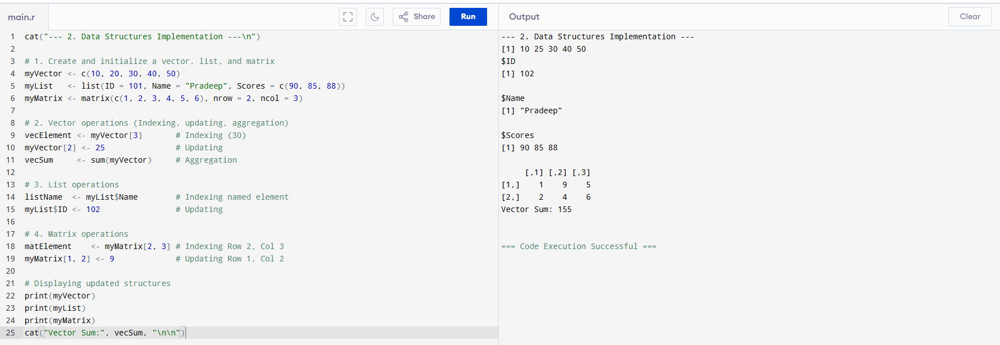 main.r
Share
Run
1 cat("--- 2. Data Structures Implementation ---\n")
2
3 # 1. Create and initialize a vector, list, and matrix
4 myVector <- c(10, 20, 30, 40, 50)
5 myList   <- list(ID = 101, Name = "Pradeep", Scores = c(90, 85, 88))
6 myMatrix <- matrix(c(1, 2, 3, 4, 5, 6), nrow = 2, ncol = 3)
7
8 # 2. Vector operations (Indexing, updating, aggregation)
9 vecElement <- myVector[3]       # Indexing (30)
10 myVector[2] <- 25               # Updating
11 vecSum     <- sum(myVector)     # Aggregation
12
13 # 3. List operations
14 listName  <- myList$Name        # Indexing named element
15 myList$ID <- 102                # Updating
16
17 # 4. Matrix operations
18 matElement    <- myMatrix[2, 3] # Indexing Row 2, Col 3
19 myMatrix[1, 2] <- 9             # Updating Row 1, Col 2
20
21 # Displaying updated structures
22 print(myVector)
23 print(myList)
24 print(myMatrix)
25 cat("Vector Sum:", vecSum, "\n\n")
Output
Clear
--- 2. Data Structures Implementation ---
[1] 10 25 30 40 50
$ID
[1] 102
$Name
[1] "Pradeep"
$Scores
[1] 90 85 88
     [,1] [,2] [,3]
[1,]    1    9    5
[2,]    2    4    6
Vector Sum: 155
=== Code Execution Successful ===